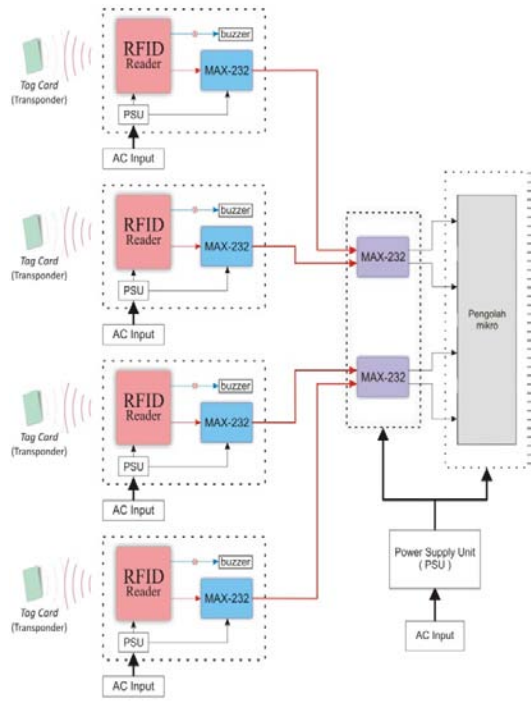 RFID
Reader
buzzer
MAX-232
PSU
Tag Card
(Transponder)
AC Input
RFID
Reader
buzzer
MAX-232
PSU
Tag Card
(Transponder)
AC Input
RFID
Reader
buzzer
MAX-232
PSU
Tag Card
(Transponder)
AC Input
RFID
Reader
buzzer
MAX-232
PSU
Tag Card
(Transponder)
AC Input
MAX-232
MAX-232
Pengolah
mikro
Power Supply Unit
( PSU )
AC Input